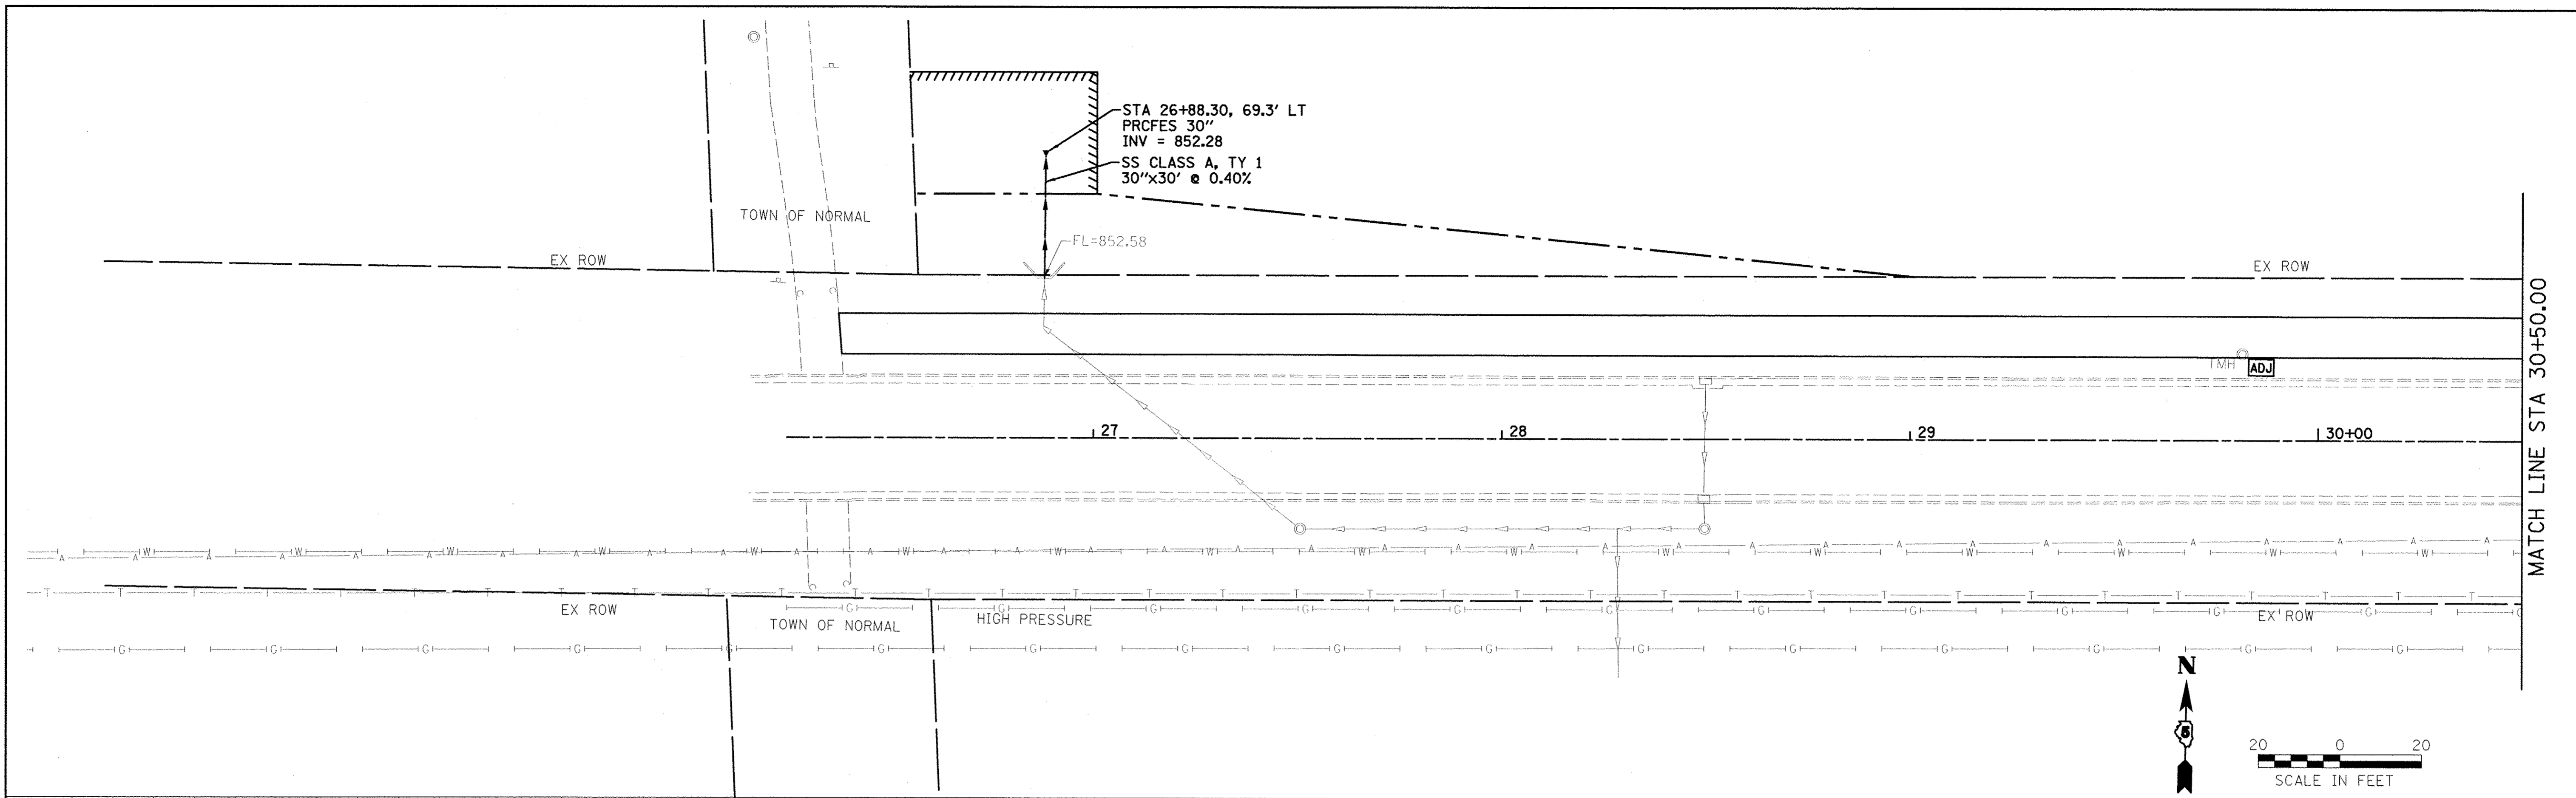 STA 26+88.30, 69.3' LT
PRCFES 30"
INV = 852.28
SS CLASS A, TY 1
30"x30' @ 0.40%
TOWN OF NORMAL
FL=852.58
EX ROW
EX ROW
TMH ADJ
27
28
29
30+00
MATCH LINE STA 30+50.00
A W A W A W A W A W A W A W A W A W A W A W A W A W A W A W A
T T T T T T T T T T T T T T T T T T T T T T T T T T T T T T T T T T
G G G G G G G G G G G
EX ROW
TOWN OF NORMAL
HIGH PRESSURE
EX ROW
G G G G G G G G G G G G G G G G
N
5
20 0 20
SCALE IN FEET